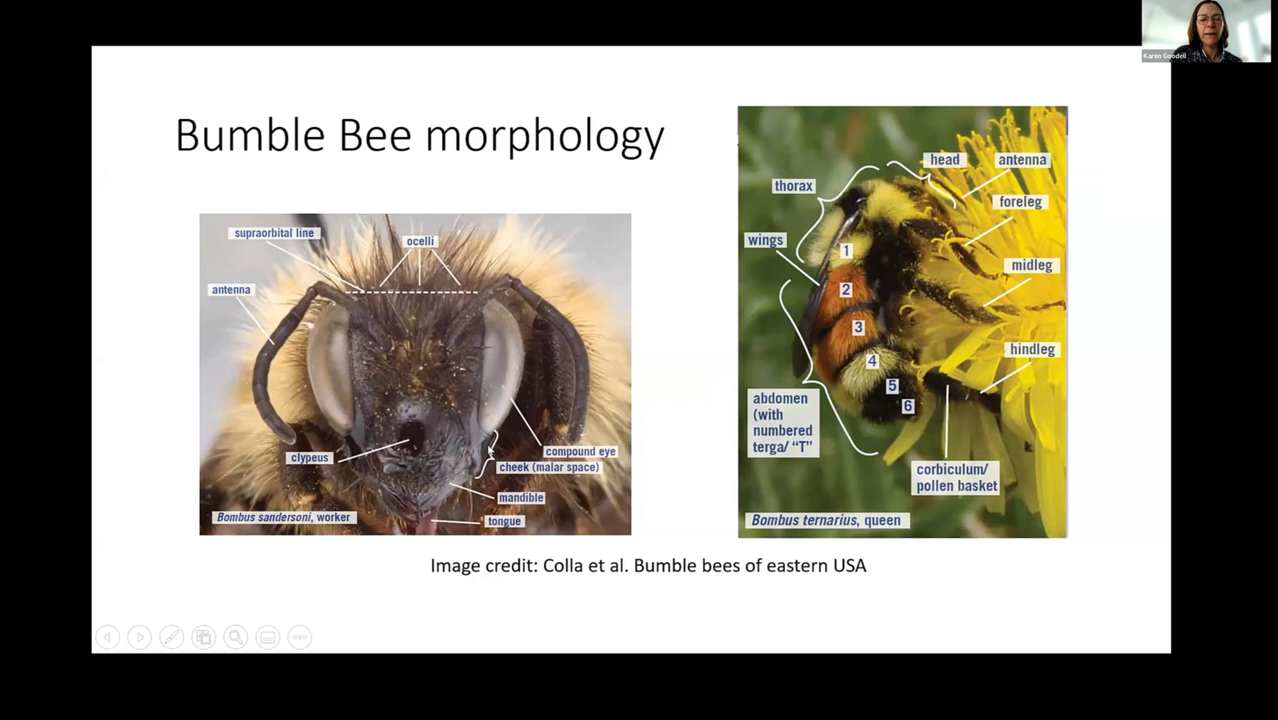 Karen Goodell
Bumble Bee morphology
supraorbital line
ocelli
antenna
clypeus
compound eye
cheek (malar space)
mandible
tongue
Bombus sandersoni, worker
head
antenna
thorax
foreleg
wings
1
midleg
2
3
hindleg
4
5
6
abdomen
(with
numbered
terga/ “T”
corbiculum/
pollen basket
Bombus ternarius, queen
Image credit: Colla et al. Bumble bees of eastern USA